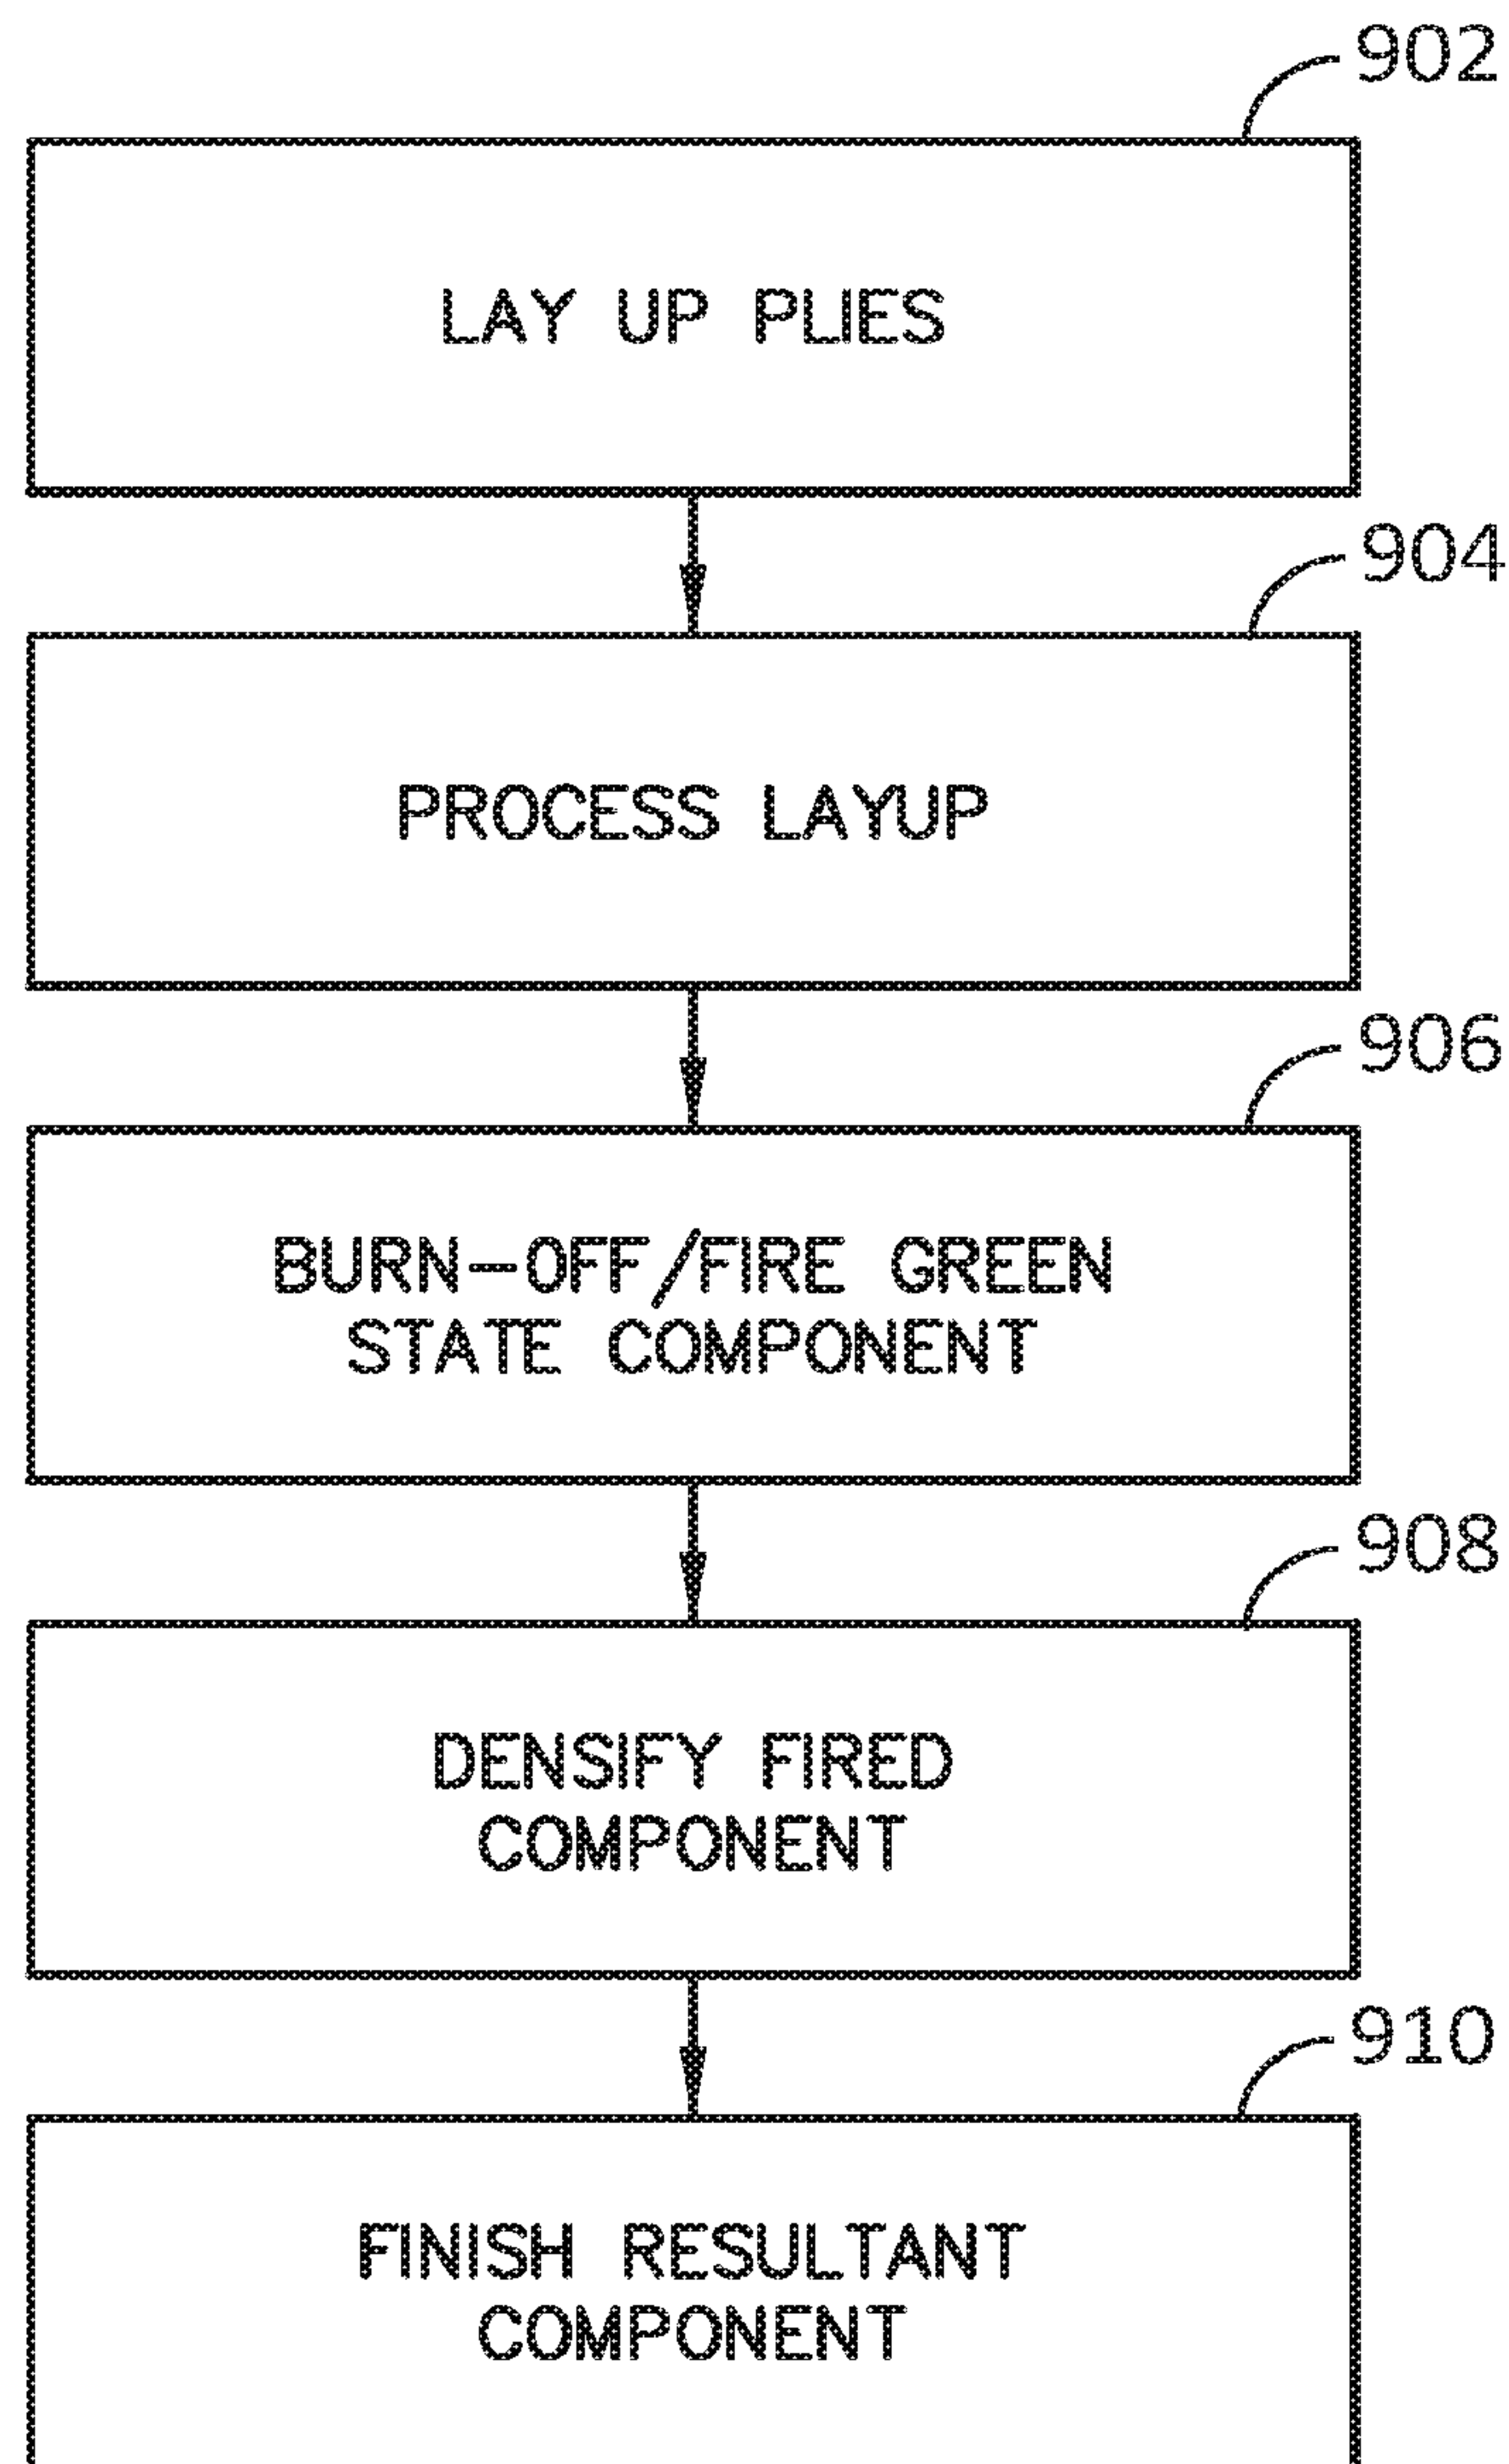 902
LAY UP PLIES
904
PROCESS LAYUP
906
BURN-OFF/FIRE GREEN
STATE COMPONENT
908
DENSIFY FIRED
COMPONENT
910
FINISH RESULTANT
COMPONENT